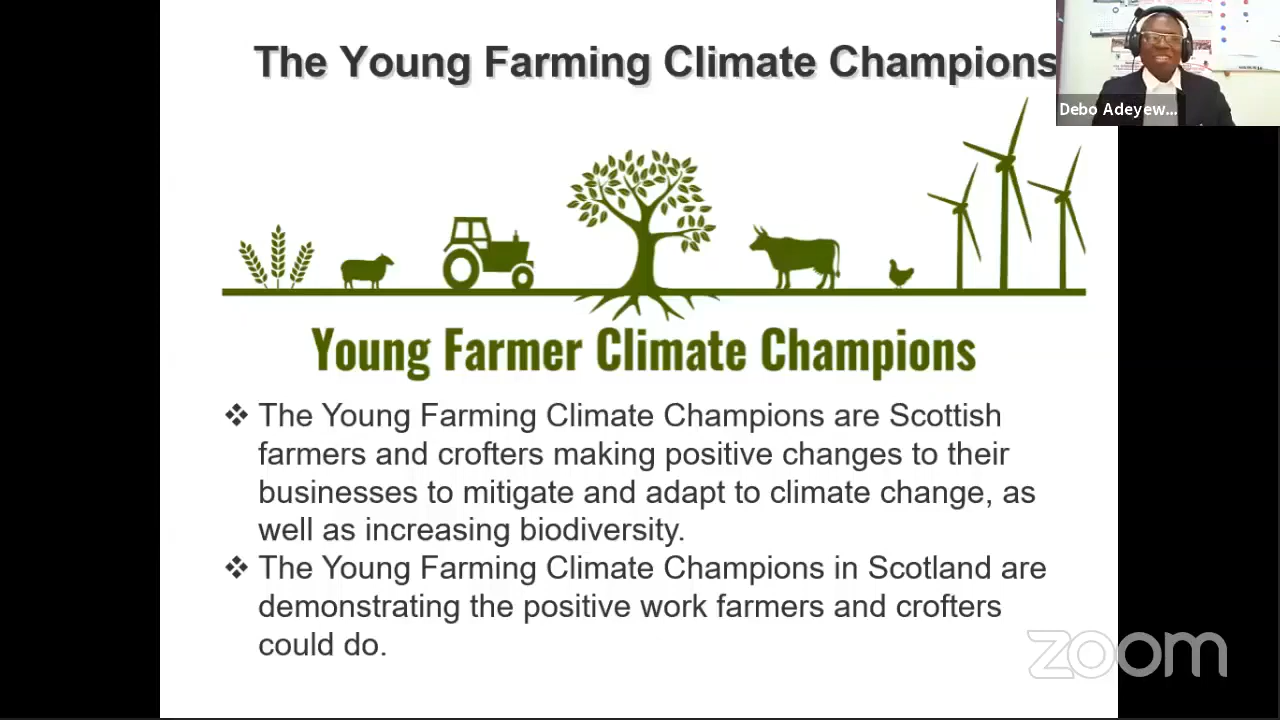 The Young Farming Climate Champions
Debo Adeyew...
Young Farmer Climate Champions
❖ The Young Farming Climate Champions are Scottish
farmers and crofters making positive changes to their
businesses to mitigate and adapt to climate change, as
well as increasing biodiversity.
❖ The Young Farming Climate Champions in Scotland are
demonstrating the positive work farmers and crofters
could do.
zoom